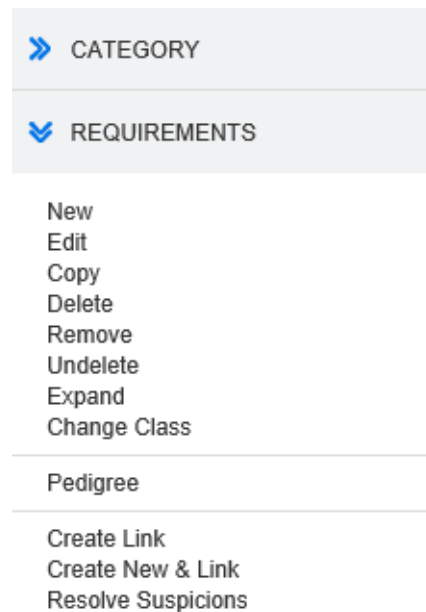 CATEGORY
REQUIREMENTS
New
Edit
Copy
Delete
Remove
Undelete
Expand
Change Class
Pedigree
Create Link
Create New & Link
Resolve Suspicions